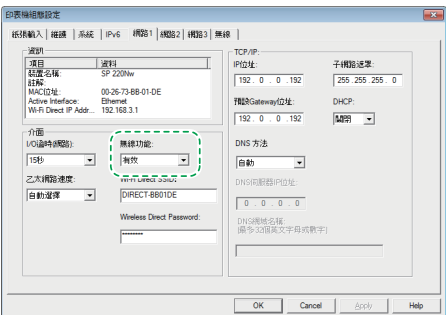 印表機組態設定
紙張輸入 | 維護 | 系統 | IPv6 | 網路1 | 網路2 | 網路3 | 無線
資訊
項目 資料
裝置名稱: SP 220Nw
註解:
MAC位址: 00-26-73-BB-01-DE
Active Interface: Ethernet
Wi-Fi Direct IP Addr... 192.168.3.1
介面
I/O逾時(網路): 無線功能:
15秒 有效
乙太網路速度: Wi-Fi Direct SSID:
自動選擇 DIRECT-BB01DE
Wireless Direct Password:
********
TCP/IP:
IP位址: 子網路遮罩:
192 . 0 . 0 .192 255.255.255. 0
預設Gateway位址: DHCP:
192 . 0 . 0 .192 關閉
DNS 方法
自動
DNS伺服器IP位址:
0 . 0 . 0 . 0
DNS機域名稱:
(最多32個英文字母或數字)
OK Cancel Apply Help